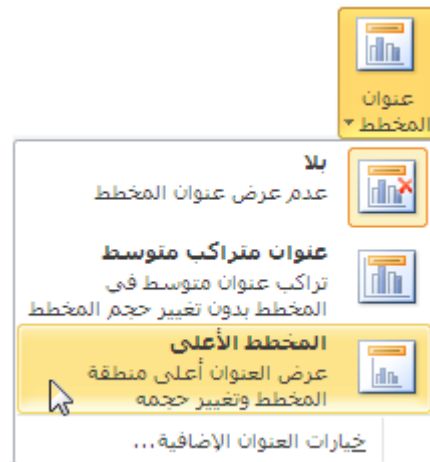 عنوان
المخطط
بلا
عدم عرض عنوان المخطط
عنوان متراكب متوسط
تراكب عنوان متوسط في
المخطط بدون تغيير حجم المخطط
المخطط الأعلى
عرض العنوان أعلى منطقة
المخطط وتغيير حجمه
خيارات العنوان الإضافية...